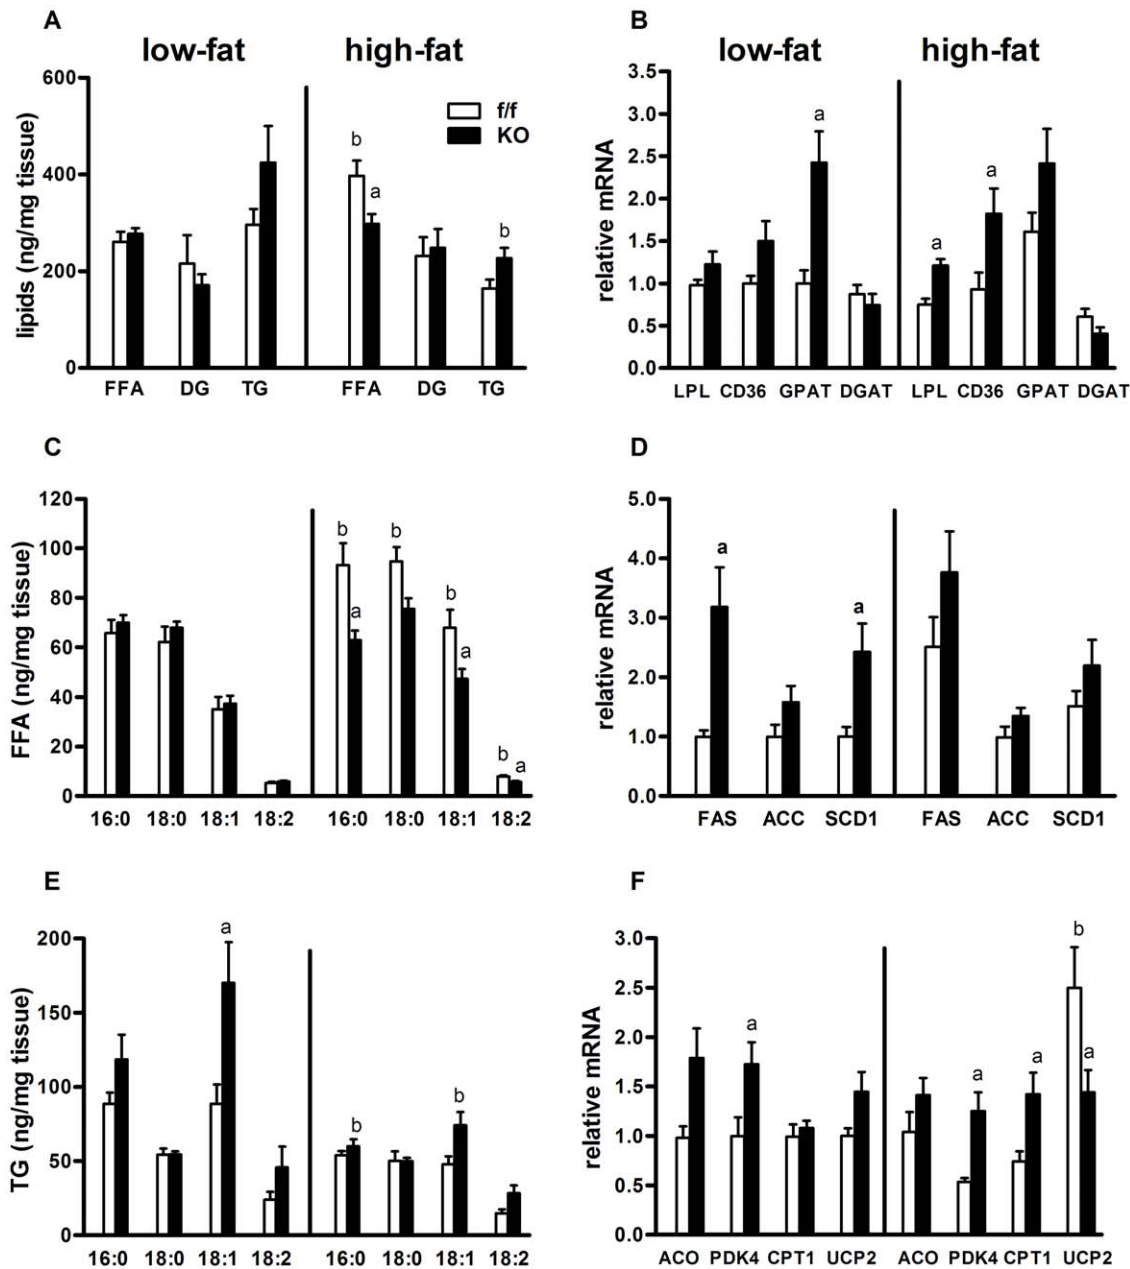 A
low-fat high-fat
600
400
200
0
lipids (ng/mg tissue)
f/f
KO
b
a
b
FFA DG TG FFA DG TG
B
low-fat high-fat
3.5
3.0
2.5
2.0
1.5
1.0
0.5
0.0
relative mRNA
a
a
a
LPL CD36 GPAT DGAT LPL CD36 GPAT DGAT
C
120
100
80
60
40
20
0
FFA (ng/mg tissue)
b b
b
a
a
b a
16:0 18:0 18:1 18:2 16:0 18:0 18:1 18:2
D
5.0
4.0
3.0
2.0
1.0
0.0
relative mRNA
a
a
FAS ACC SCD1 FAS ACC SCD1
E
200
150
100
50
0
TG (ng/mg tissue)
a
b
b
16:0 18:0 18:1 18:2 16:0 18:0 18:1 18:2
F
3.0
2.5
2.0
1.5
1.0
0.5
0.0
relative mRNA
b
a
a
a
a
ACO PDK4 CPT1 UCP2 ACO PDK4 CPT1 UCP2